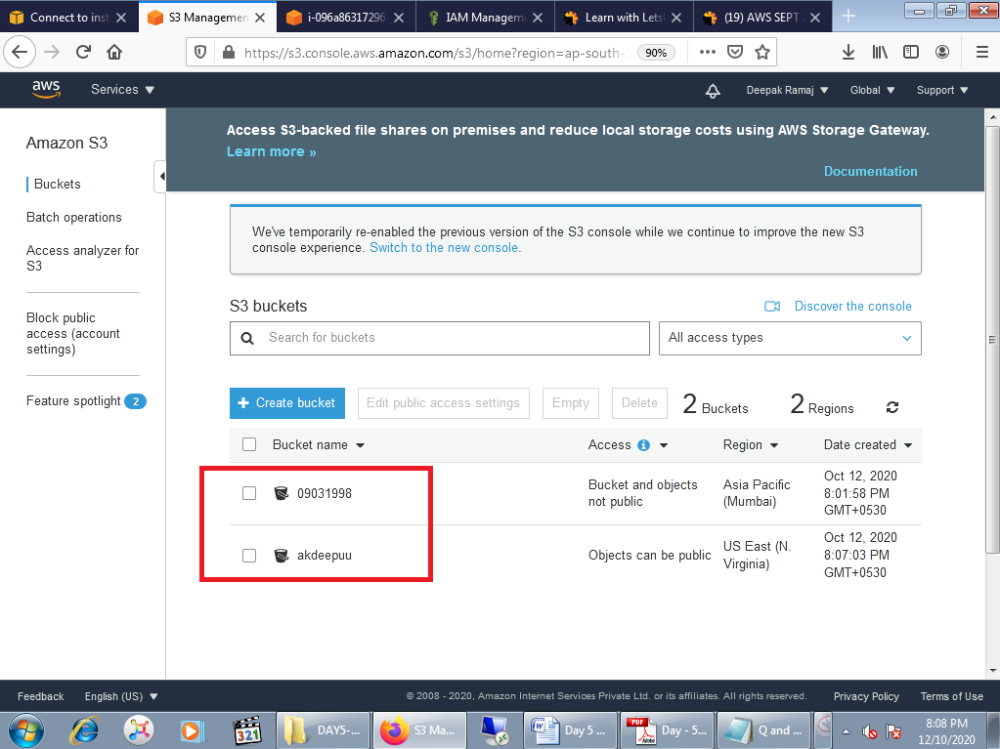 Connect to inst
S3 Managemen
i-096a86317296
IAM Managem
Learn with Lets
(19) AWS SEPT
https://s3.console.aws.amazon.com/s3/home?region=ap-south-1
90%
aws
Services
Deepak Ramaj
Global
Support
Amazon S3
Buckets
Batch operations
Access analyzer for
S3
Block public
access (account
settings)
Feature spotlight 2
Access S3-backed file shares on premises and reduce local storage costs using AWS Storage Gateway.
Learn more »
Documentation
We've temporarily re-enabled the previous version of the S3 console while we continue to improve the new S3
console experience. Switch to the new console.
S3 buckets
Discover the console
Search for buckets
All access types
+ Create bucket
Edit public access settings
Empty
Delete
2 Buckets
2 Regions
Bucket name
Access
Region
Date created
09031998
Bucket and objects
not public
Asia Pacific
(Mumbai)
Oct 12, 2020
8:01:58 PM
GMT+0530
akdeepuu
Objects can be public
US East (N.
Virginia)
Oct 12, 2020
8:07:03 PM
GMT+0530
Feedback
English (US)
© 2008 - 2020, Amazon Internet Services Private Ltd. or its affiliates. All rights reserved.
Privacy Policy
Terms of Use
321
DAY5-...
S3 Ma...
Day 5 ...
PDF
Adobe
Day - 5...
Q and ...
8:08 PM
12/10/2020